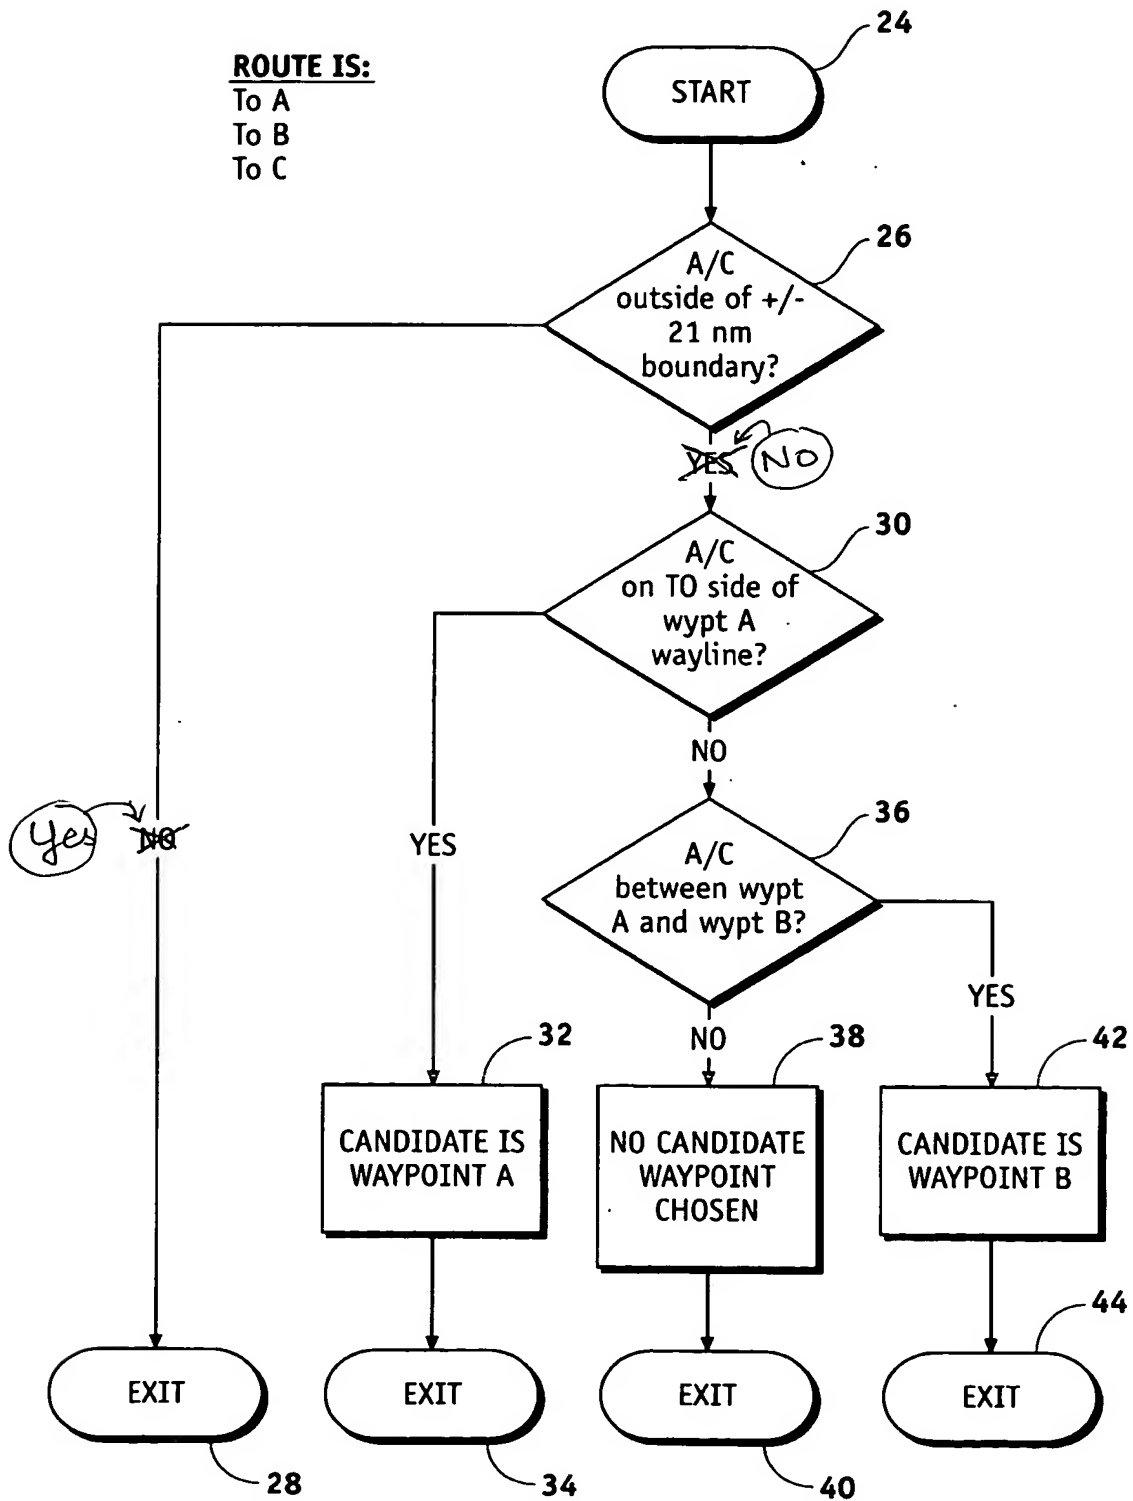 24
ROUTE IS:
To A
To B
To C
START
26
A/C
outside of +/-
21 nm
boundary?
YES
No
30
A/C
on TO side of
wypt A
wayline?
NO
36
Yes
NO
YES
A/C
between wypt
A and wypt B?
YES
NO
32
38
42
CANDIDATE IS
WAYPOINT A
NO CANDIDATE
WAYPOINT
CHOSEN
CANDIDATE IS
WAYPOINT B
44
EXIT
EXIT
EXIT
EXIT
28
34
40